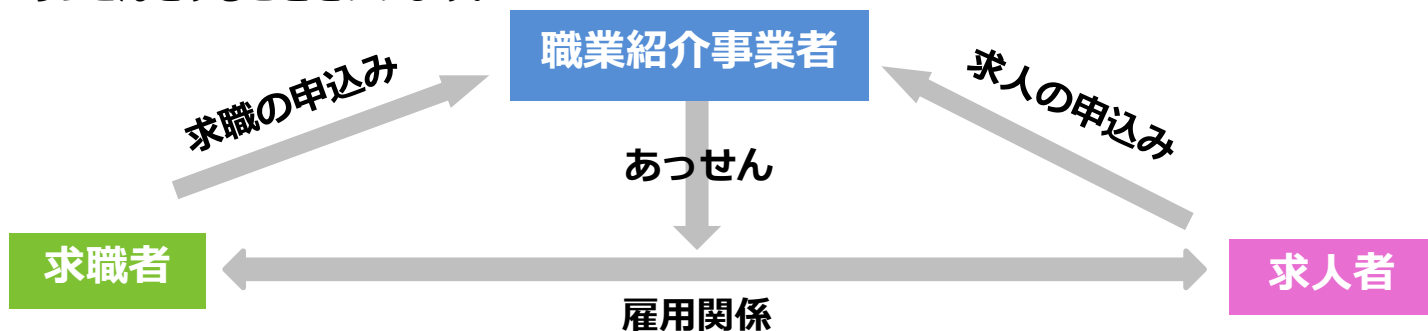 職業紹介事業者
求職の申込み
求人の申込み
あっせん
求職者
求人者
雇用関係